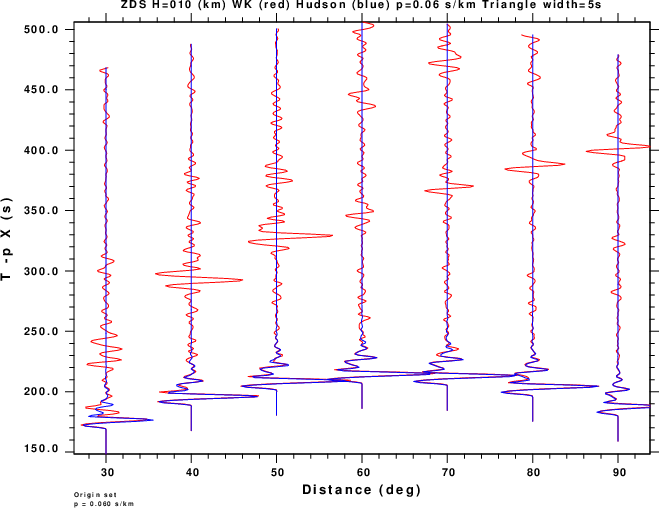 ZDS H=010 (km) WK (red) Hudson (blue) p=0.06 s/km Triangle width=5s
500.0
450.0
400.0
350.0
300.0
250.0
200.0
150.0
T -p X (s)
30 40 50 60 70 80 90
Distance (deg)
Origin set
p = 0.060 s/km